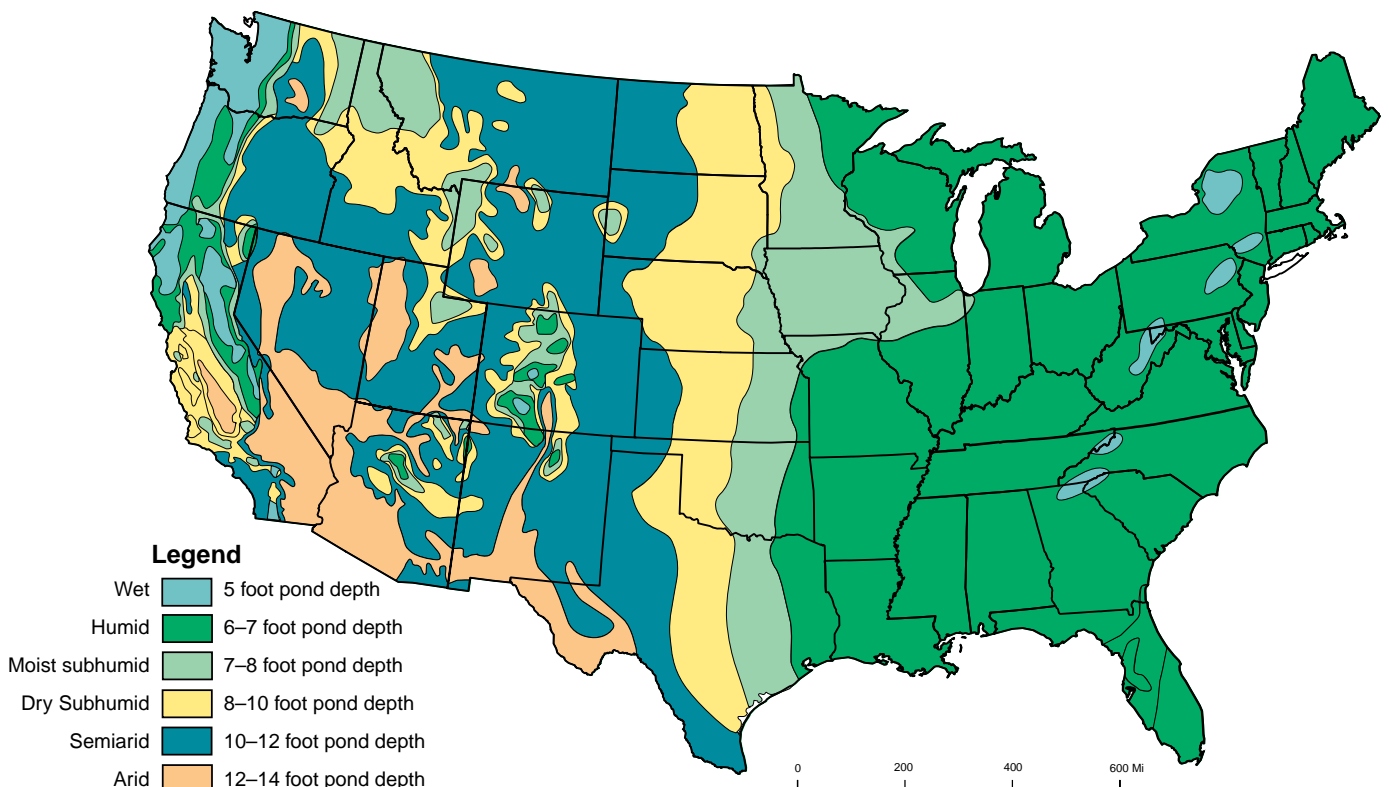 Legend
Wet 5 foot pond depth
Humid 6–7 foot pond depth
Moist subhumid 7–8 foot pond depth
Dry Subhumid 8–10 foot pond depth
Semiarid 10–12 foot pond depth
Arid 12–14 foot pond depth
0 200 400 600 Mi